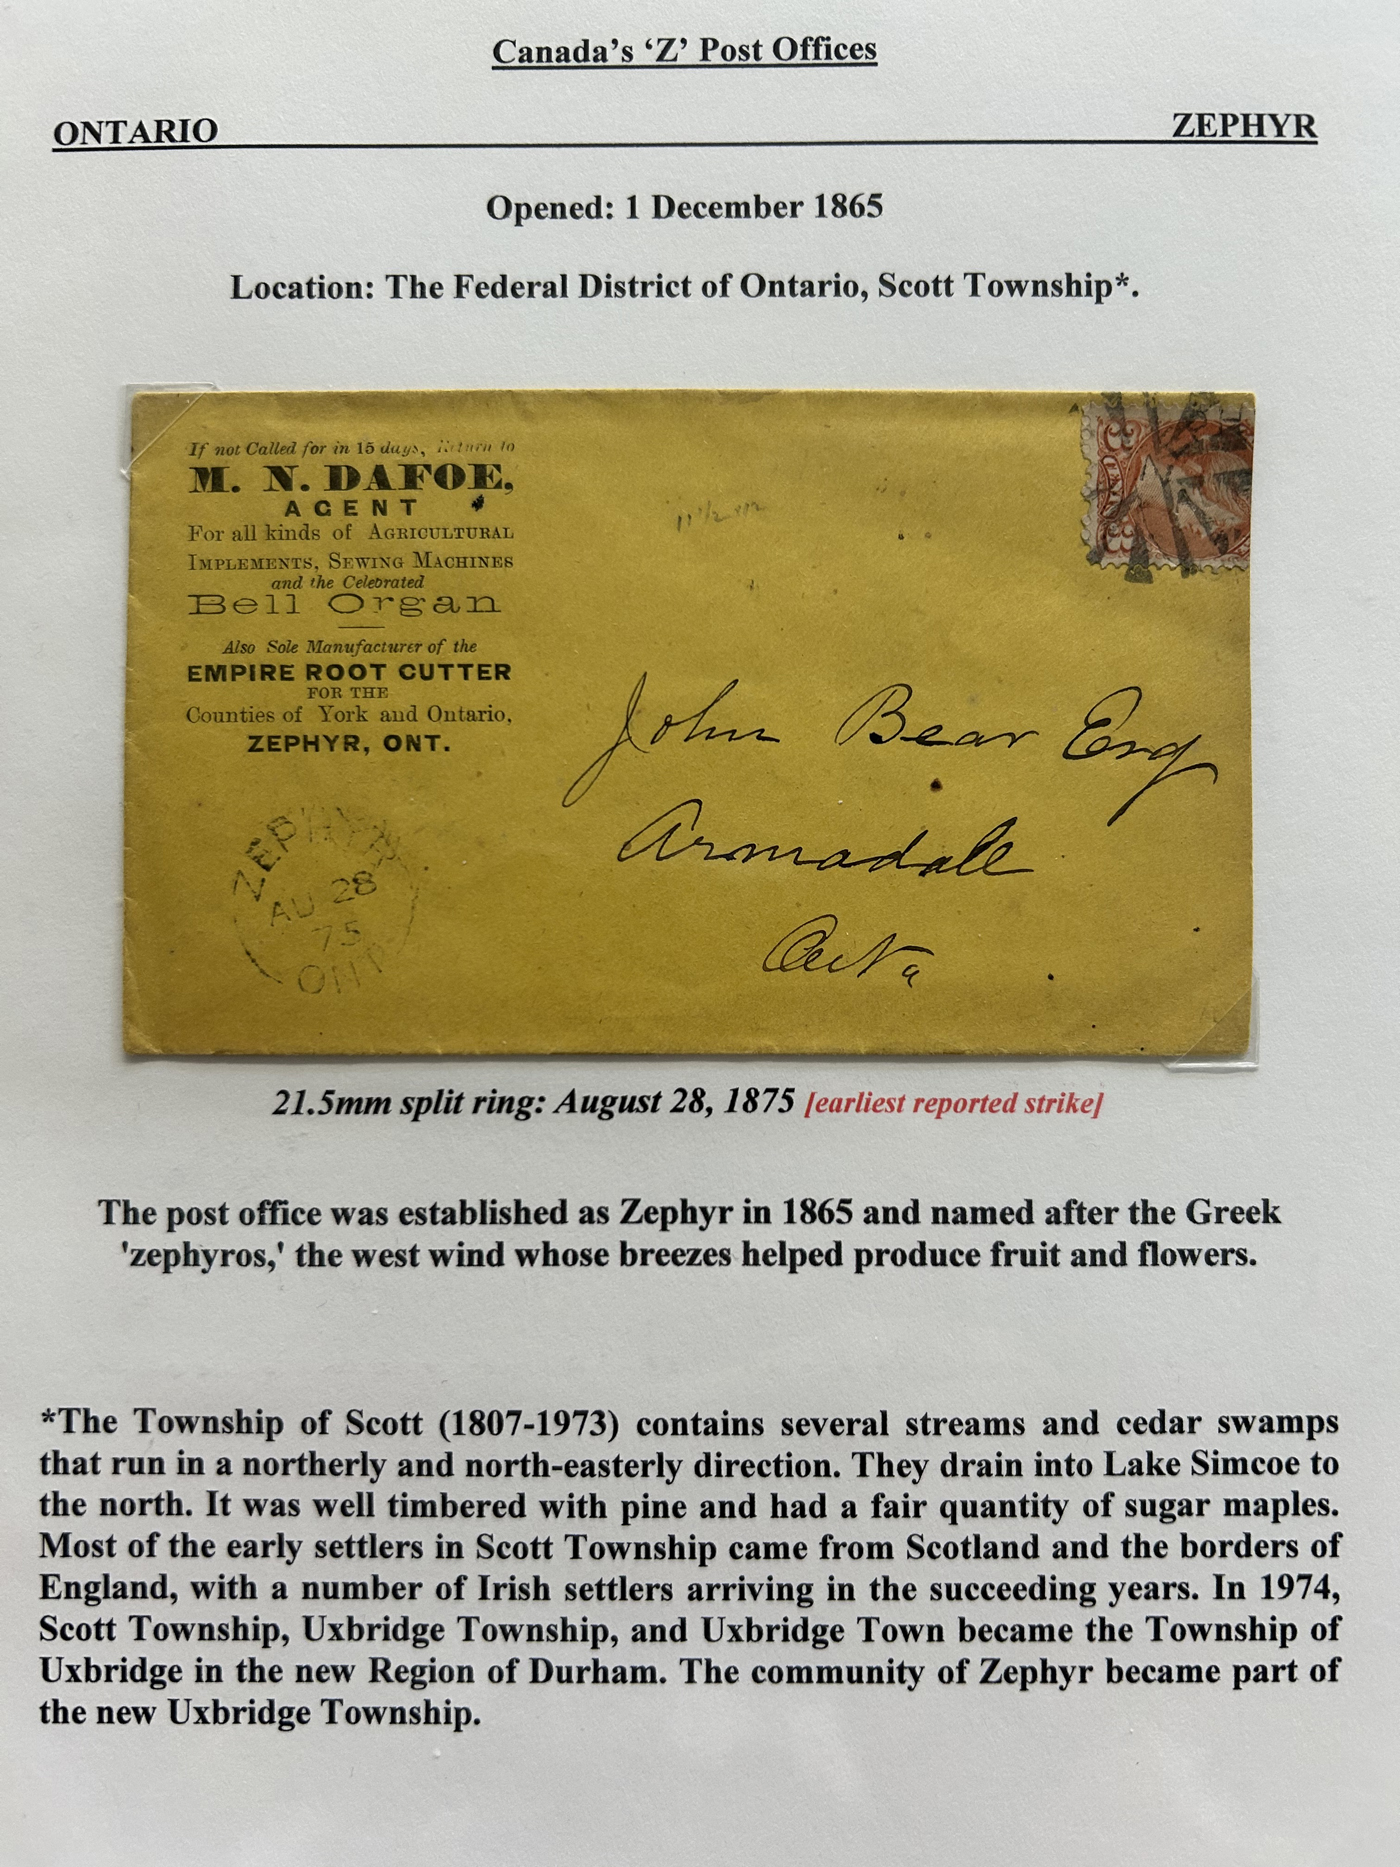 Canada's 'Z' Post Offices
ONTARIO ZEPHYR
Opened: 1 December 1865
Location: The Federal District of Ontario, Scott Township*.
If not Called for in 15 days, Return to
M. N. DAFOE,
AGENT
For all kinds of AGRICULTURAL
IMPLEMENTS, SEWING MACHINES
and the Celebrated
Bell Organ
Also Sole Manufacturer of the
EMPIRE ROOT CUTTER
FOR THE
Counties of York and Ontario,
ZEPHYR, ONT.
11 1/2
3
3
John Bear Esq
Armadale
Ont
ZEPHYR
AU 28
75
ONT
21.5mm split ring: August 28, 1875 [earliest reported strike]
The post office was established as Zephyr in 1865 and named after the Greek
'zephyros,' the west wind whose breezes helped produce fruit and flowers.
*The Township of Scott (1807-1973) contains several streams and cedar swamps
that run in a northerly and north-easterly direction. They drain into Lake Simcoe to
the north. It was well timbered with pine and had a fair quantity of sugar maples.
Most of the early settlers in Scott Township came from Scotland and the borders of
England, with a number of Irish settlers arriving in the succeeding years. In 1974,
Scott Township, Uxbridge Township, and Uxbridge Town became the Township of
Uxbridge in the new Region of Durham. The community of Zephyr became part of
the new Uxbridge Township.